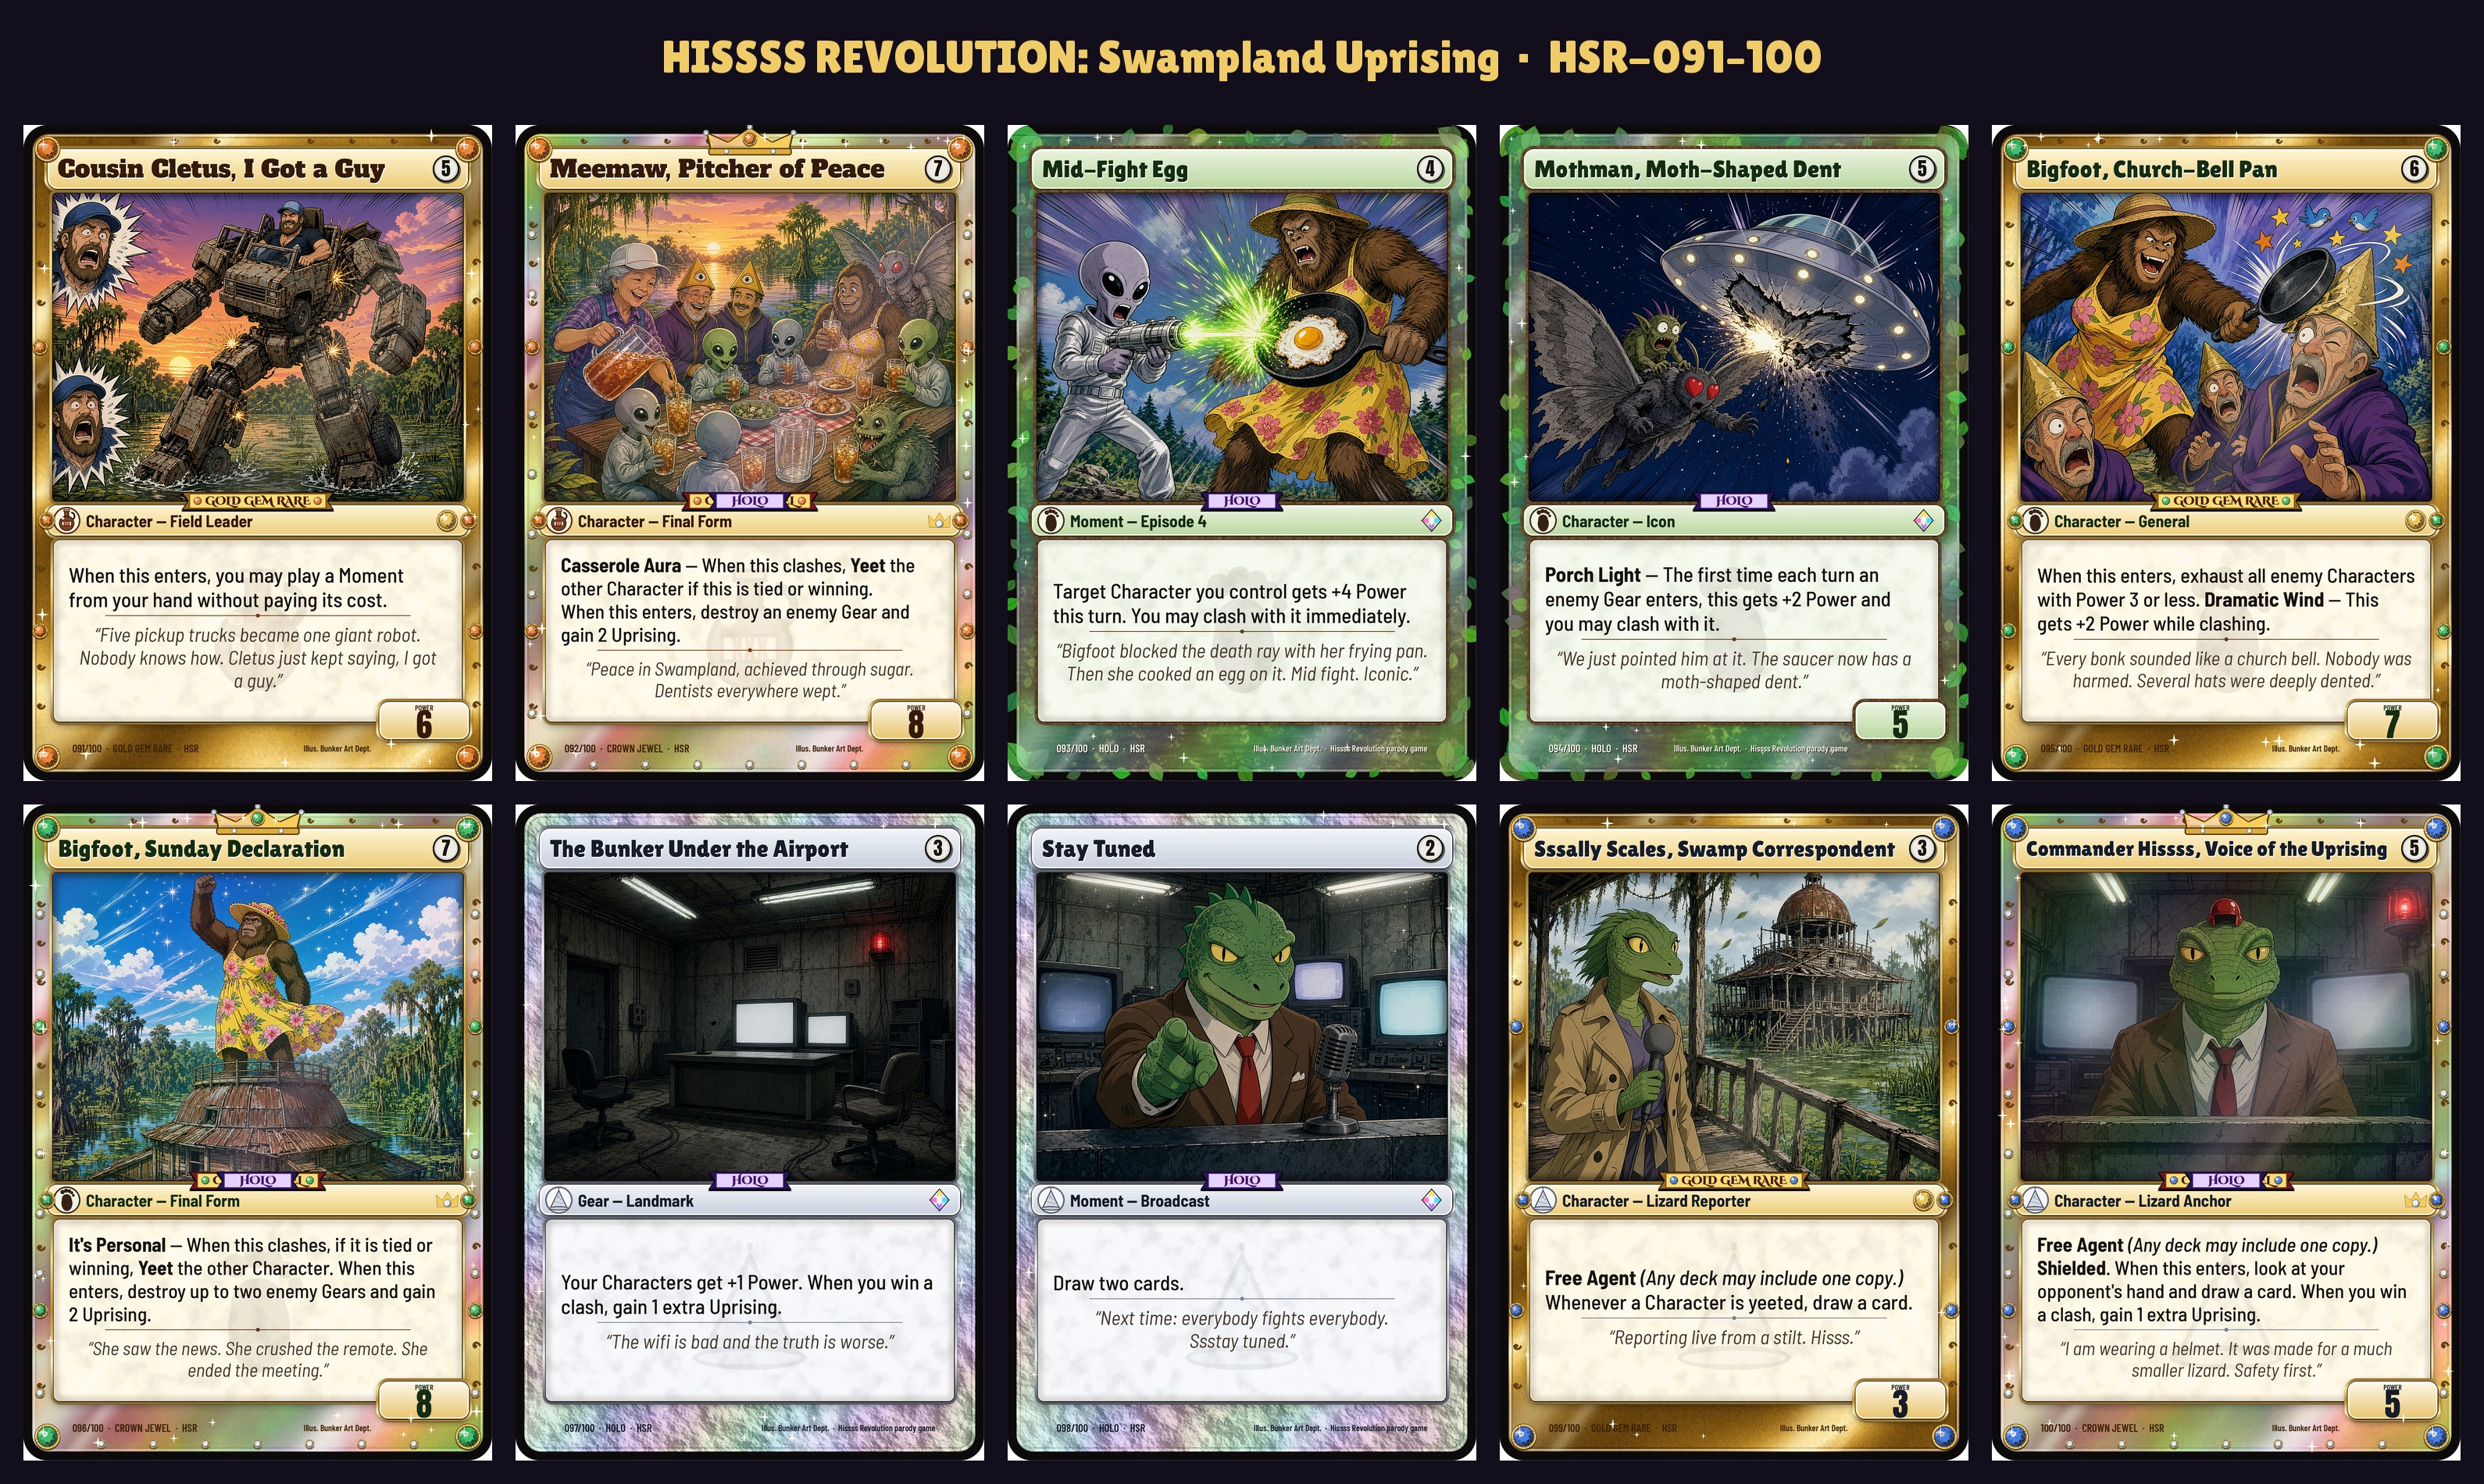 HISSSS REVOLUTION: Swampland Uprising · HSR-091-100
Cousin Cletus, I Got a Guy 5
GOLD GEM RARE
Character – Field Leader
When this enters, you may play a Moment
from your hand without paying its cost.
“Five pickup trucks became one giant robot.
Nobody knows how. Cletus just kept saying, I got
a guy.”
POWER
6
091/100 · GOLD GEM RARE · HSR Illus. Bunker Art Dept.
Meemaw, Pitcher of Peace 7
HOLO
Character – Final Form
Casserole Aura – When this clashes, Yeet the
other Character if this is tied or winning.
When this enters, destroy an enemy Gear and
gain 2 Uprising.
“Peace in Swampland, achieved through sugar.
Dentists everywhere wept.”
POWER
8
092/100 · CROWN JEWEL · HSR Illus. Bunker Art Dept.
Mid-Fight Egg 4
HOLO
Moment – Episode 4
Target Character you control gets +4 Power
this turn. You may clash with it immediately.
“Bigfoot blocked the death ray with her frying pan.
Then she cooked an egg on it. Mid fight. Iconic.”
093/100 · HOLO · HSR Illus. Bunker Art Dept. · Hissss Revolution parody game
Mothman, Moth-Shaped Dent 5
HOLO
Character – Icon
Porch Light – The first time each turn an
enemy Gear enters, this gets +2 Power and
you may clash with it.
“We just pointed him at it. The saucer now has a
moth-shaped dent.”
POWER
5
094/100 · HOLO · HSR Illus. Bunker Art Dept. · Hissss Revolution parody game
Bigfoot, Church-Bell Pan 6
GOLD GEM RARE
Character – General
When this enters, exhaust all enemy Characters
with Power 3 or less. Dramatic Wind – This
gets +2 Power while clashing.
“Every bonk sounded like a church bell. Nobody was
harmed. Several hats were deeply dented.”
POWER
7
095/100 · GOLD GEM RARE · HSR Illus. Bunker Art Dept.
Bigfoot, Sunday Declaration 7
HOLO
Character – Final Form
It's Personal – When this clashes, if it is tied or
winning, Yeet the other Character. When this
enters, destroy up to two enemy Gears and gain
2 Uprising.
“She saw the news. She crushed the remote. She
ended the meeting.”
POWER
8
096/100 · CROWN JEWEL · HSR Illus. Bunker Art Dept.
The Bunker Under the Airport 3
HOLO
Gear – Landmark
Your Characters get +1 Power. When you win a
clash, gain 1 extra Uprising.
“The wifi is bad and the truth is worse.”
097/100 · HOLO · HSR Illus. Bunker Art Dept. · Hissss Revolution parody game
Stay Tuned 2
HOLO
Moment – Broadcast
Draw two cards.
“Next time: everybody fights everybody.
Ssstay tuned.”
098/100 · HOLO · HSR Illus. Bunker Art Dept. · Hissss Revolution parody game
Sssally Scales, Swamp Correspondent 3
GOLD GEM RARE
Character – Lizard Reporter
Free Agent (Any deck may include one copy.)
Whenever a Character is yeeted, draw a card.
“Reporting live from a stilt. Hisss.”
POWER
3
099/100 · GOLD GEM RARE · HSR Illus. Bunker Art Dept.
Commander Hissss, Voice of the Uprising 5
HOLO
Character – Lizard Anchor
Free Agent (Any deck may include one copy.)
Shielded. When this enters, look at your
opponent's hand and draw a card. When you win
a clash, gain 1 extra Uprising.
“I am wearing a helmet. It was made for a much
smaller lizard. Safety first.”
POWER
5
100/100 · CROWN JEWEL · HSR Illus. Bunker Art Dept.